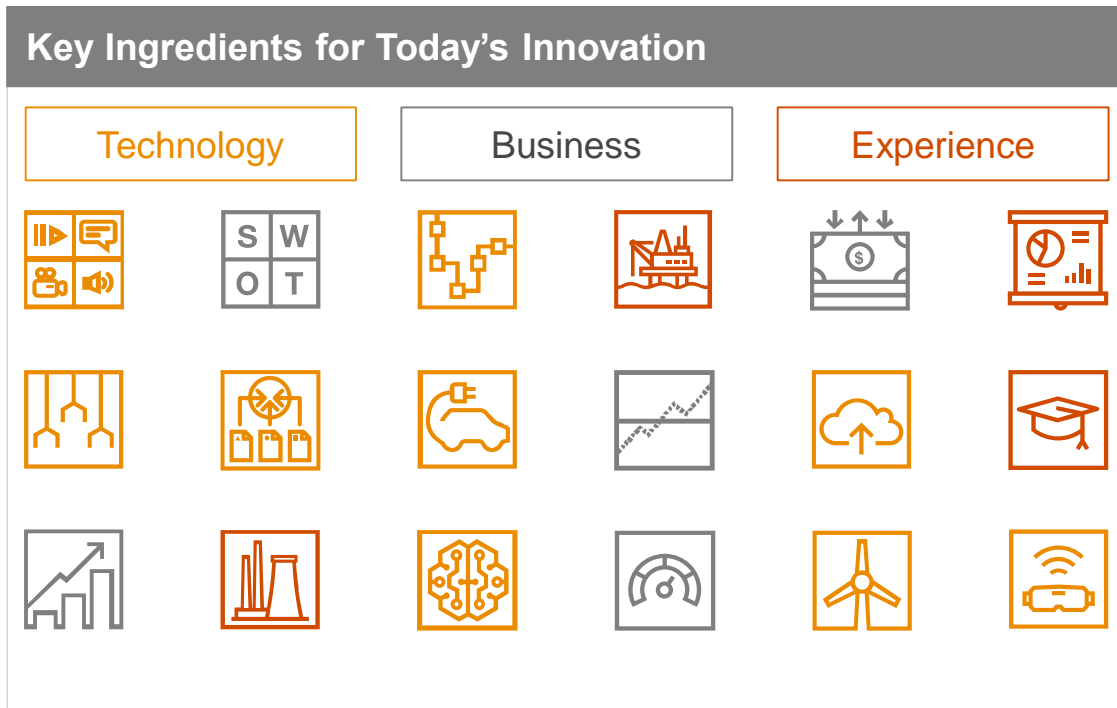 Key Ingredients for Today’s Innovation
Technology
Business
Experience
S W
O T
$